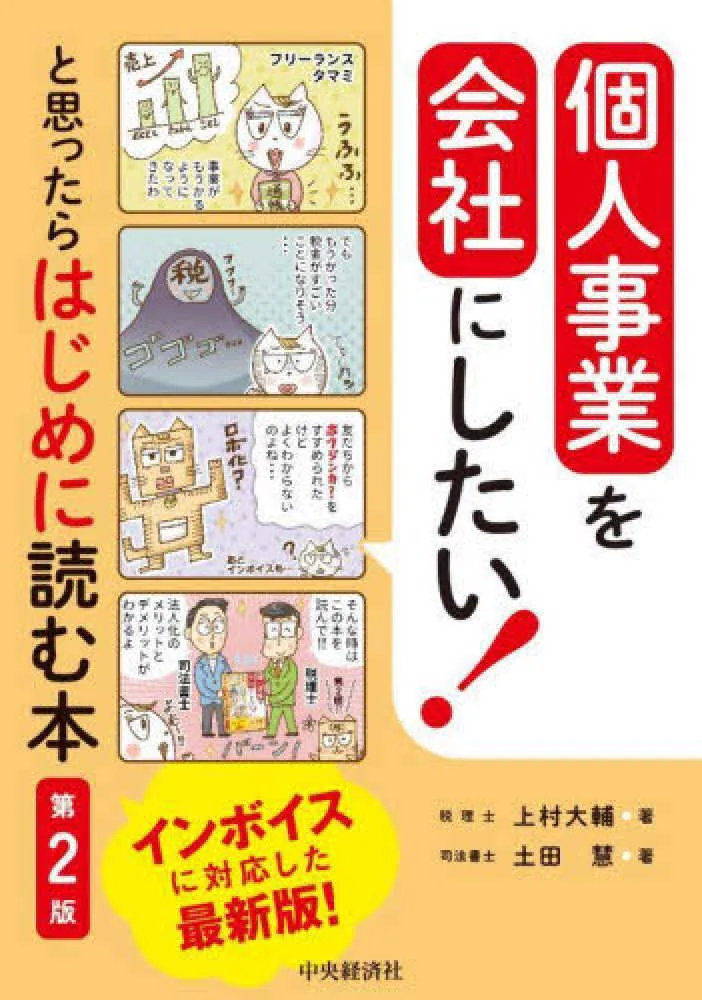 個人事業を
会社にしたい!
と思ったらはじめに読む本
第2版
売上
フリーランス
タマミ
うふふ…
通帳
事業が
もうかる
ように
なって
きたわ
でも
もうかった分
税金がすごい
ことになりそう
…
税
ゴゴゴ…
友だちから
ホウジンカ?を
すすめられた
けど
よくわからない
のよね…
ロボ化?
あと
インボイスも…
?
そんな時は
この本を
読んで!!
税理士
司法書士
法人化の
メリットと
デメリットが
わかるよ
バーン!
インボイス
に対応した
最新版!
税理士 上村大輔・著
司法書士 土田 慧・著
中央経済社